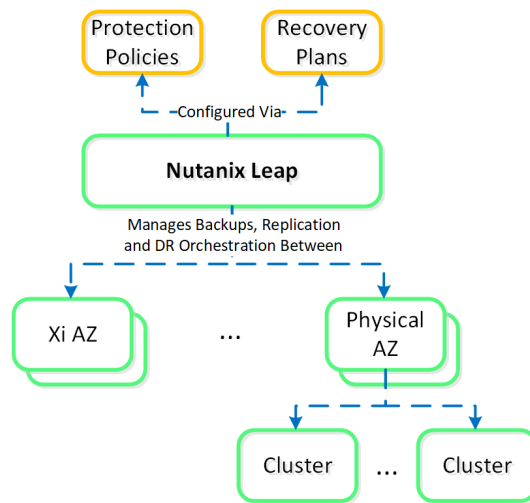 Protection
Policies
Recovery
Plans
Configured Via
Nutanix Leap
Manages Backups, Replication
and DR Orchestration Between
Xi AZ
...
Physical
AZ
Cluster
...
Cluster